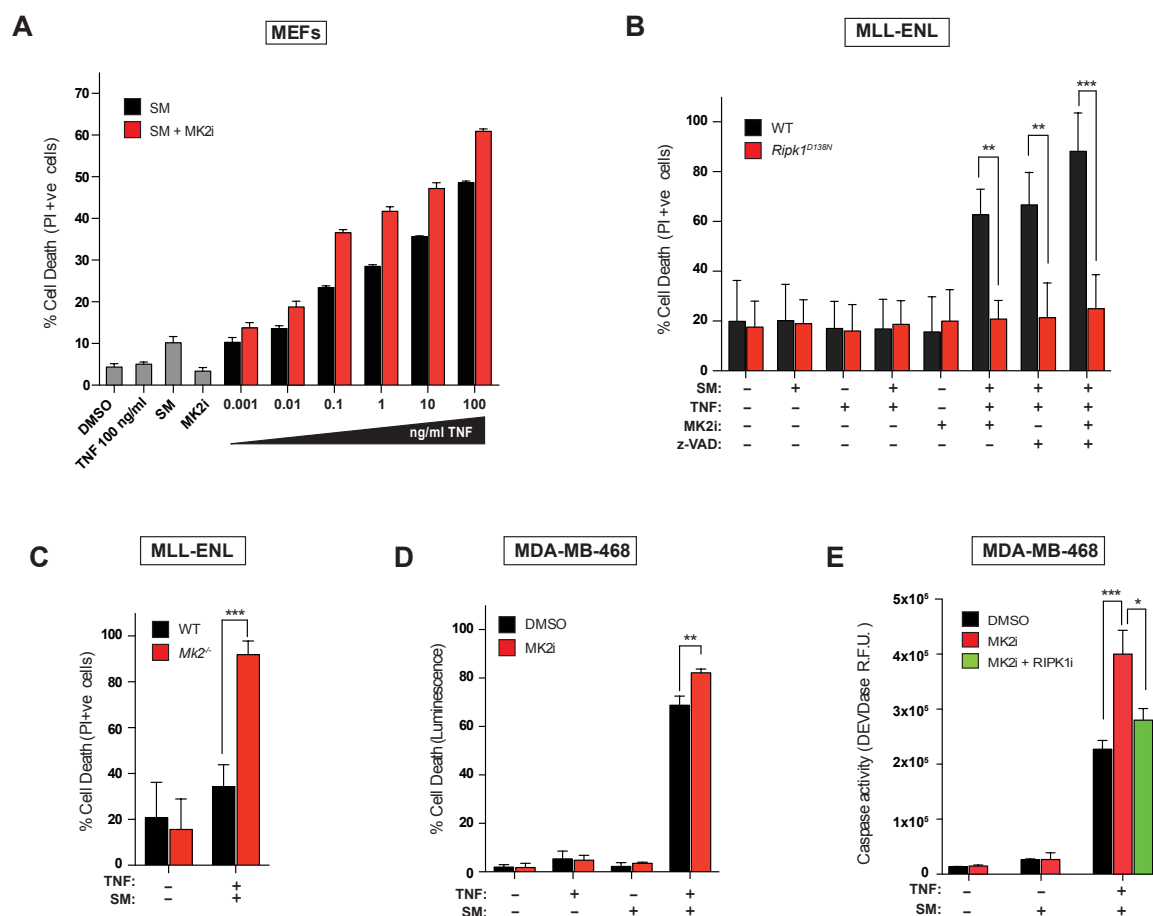 A
MEFs
% Cell Death (PI +ve cells)
70
60
50
40
30
20
10
0
SM
SM + MK2i
DMSO
TNF 100 ng/ml
SM
MK2i
0.001
0.01
0.1
1
10
100
ng/ml TNF
B
MLL-ENL
% Cell Death (PI +ve cells)
100
80
60
40
20
0
WT
Ripk1^D138N
**
**
***
SM: – + – + – + + +
TNF: – – + + – + + +
MK2i: – – – – + + – +
z-VAD: – – – – – – + +
C
MLL-ENL
% Cell Death (PI+ve cells)
100
80
60
40
20
0
WT
Mk2^-/-
***
TNF: – +
SM: – +
D
MDA-MB-468
% Cell Death (Luminescence)
100
80
60
40
20
0
DMSO
MK2i
**
TNF: – + – +
SM: – – + +
E
MDA-MB-468
Caspase activity (DEVDase R.F.U.)
5x10⁵
4x10⁵
3x10⁵
2x10⁵
1x10⁵
0
DMSO
MK2i
MK2i + RIPK1i
***
*
TNF: – – +
SM: – + +